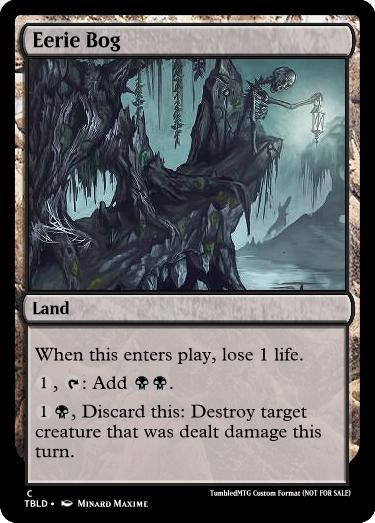 Eerie Bog
Land
When this enters play, lose 1 life.
1 , : Add .
1 , Discard this: Destroy target
creature that was dealt damage this
turn.
C
TBLD • Minard Maxime
TumbledMTG Custom Format (NOT FOR SALE)